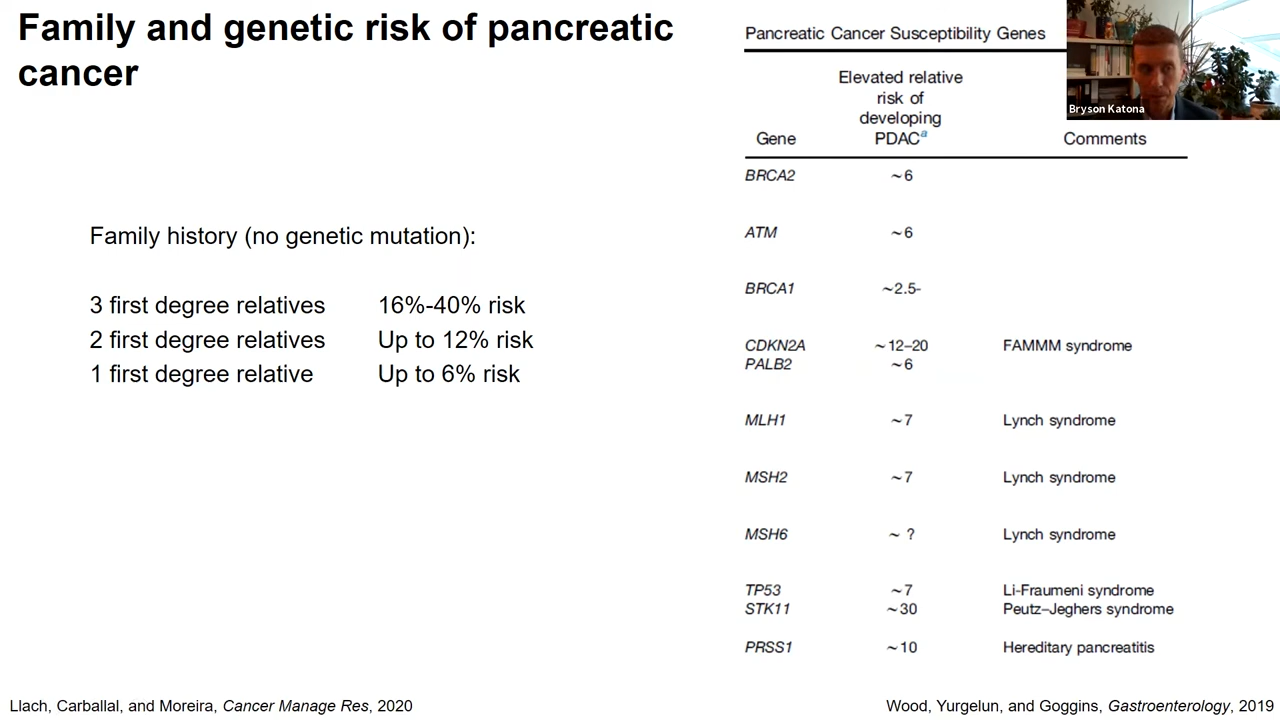 Family and genetic risk of pancreatic
cancer
Family history (no genetic mutation):
3 first degree relatives 16%-40% risk
2 first degree relatives Up to 12% risk
1 first degree relative Up to 6% risk
Llach, Carballal, and Moreira, Cancer Manage Res, 2020
Pancreatic Cancer Susceptibility Genes
Elevated relative
risk of
developing
Gene PDACa Comments
BRCA2 ~6
ATM ~6
BRCA1 ~2.5-
CDKN2A ~12–20 FAMMM syndrome
PALB2 ~6
MLH1 ~7 Lynch syndrome
MSH2 ~7 Lynch syndrome
MSH6 ~ ? Lynch syndrome
TP53 ~7 Li-Fraumeni syndrome
STK11 ~30 Peutz–Jeghers syndrome
PRSS1 ~10 Hereditary pancreatitis
Wood, Yurgelun, and Goggins, Gastroenterology, 2019
Bryson Katona